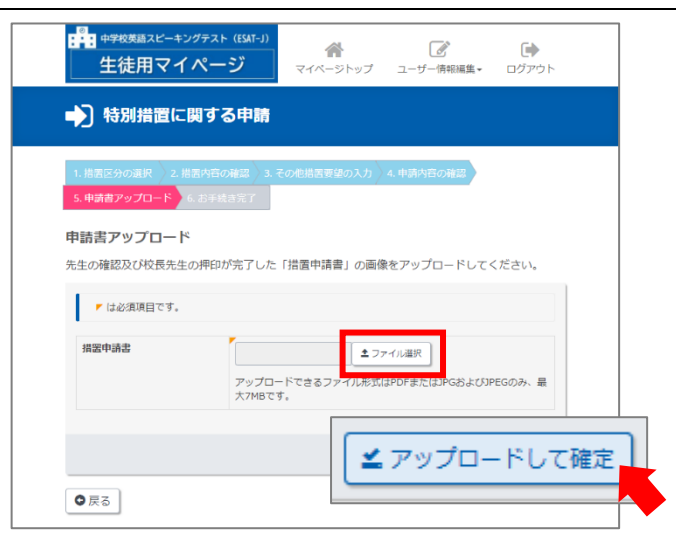 中学校英語スピーキングテスト（ESAT-J）
生徒用マイページ
マイページトップ
ユーザー情報編集
ログアウト
特別措置に関する申請
1. 措置区分の選択 2. 措置内容の確認 3. その他措置要望の入力 4. 申請内容の確認
5. 申請書アップロード 6. お手続き完了
申請書アップロード
先生の確認及び校長先生の押印が完了した「措置申請書」の画像をアップロードしてください。
は必須項目です。
措置申請書
ファイル選択
アップロードできるファイル形式はPDFまたはJPGおよびJPEGのみ、最
大7MBです。
アップロードして確定
戻る